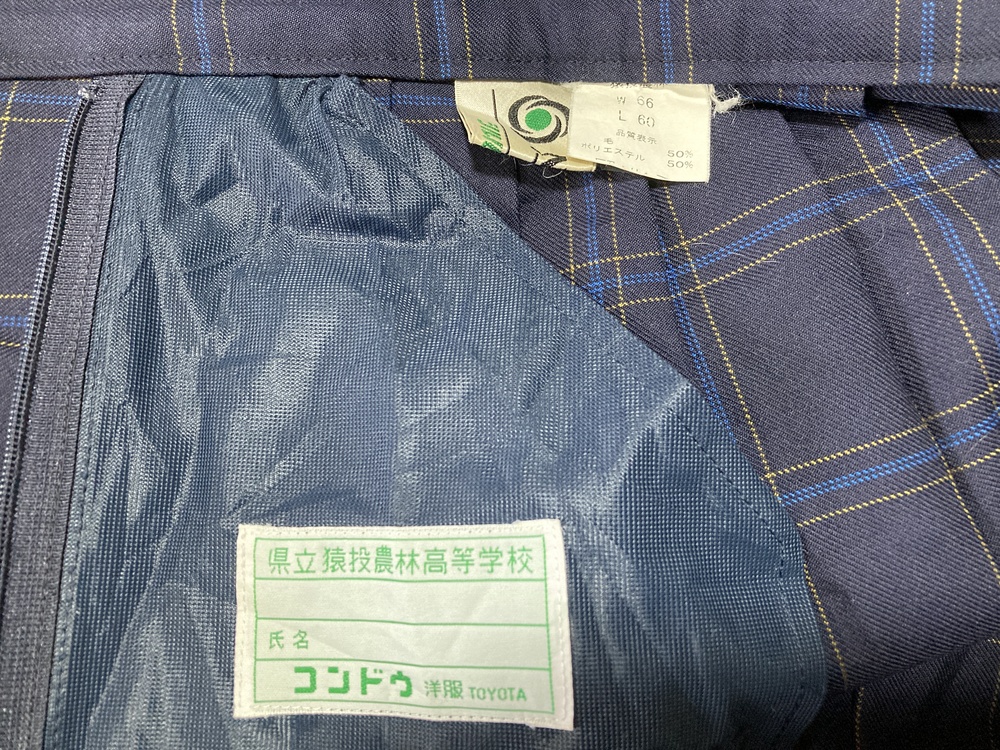 W 66
L 60
品質表示
毛 50%
ポリエステル 50%
県立猿投農林高等学校
氏名
コンドウ洋服 TOYOTA